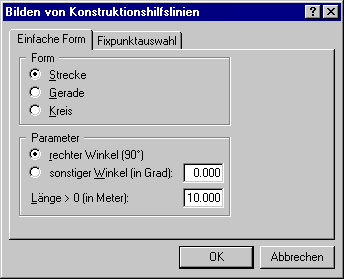 Bilden von Konstruktionshilfslinien
Einfache Form Fixpunktauswahl
Form
Strecke
Gerade
Kreis
Parameter
rechter Winkel (90°)
sonstiger Winkel (in Grad): 0.000
Länge > 0 (in Meter): 10.000
OK Abbrechen